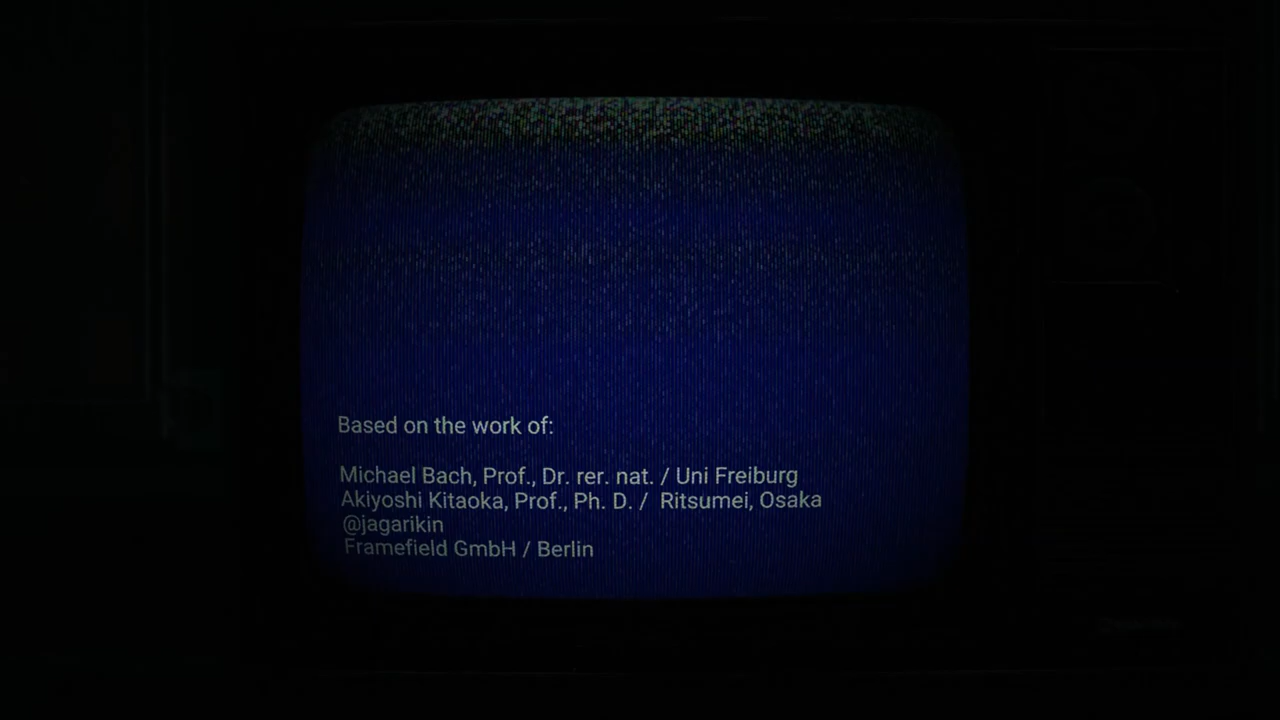 Based on the work of:
Michael Bach, Prof., Dr. rer. nat. / Uni Freiburg
Akiyoshi Kitaoka, Prof., Ph. D. /  Ritsumei, Osaka
@jagarikin
Framefield GmbH / Berlin